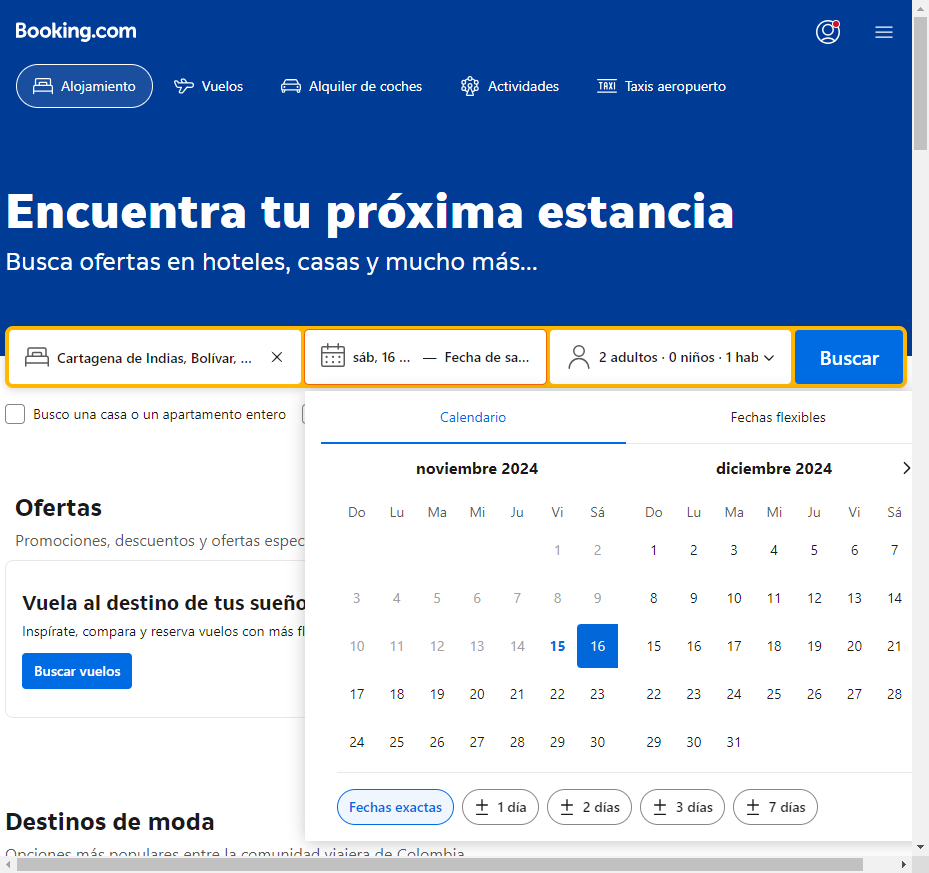 Booking.com
Alojamiento
Vuelos
Alquiler de coches
Actividades
TAXI Taxis aeropuerto
Encuentra tu próxima estancia
Busca ofertas en hoteles, casas y mucho más...
Cartagena de Indias, Bolívar, ...
sáb, 16 ... — Fecha de sa...
2 adultos · 0 niños · 1 hab
Buscar
Busco una casa o un apartamento entero
Calendario
Fechas flexibles
noviembre 2024
Do Lu Ma Mi Ju Vi Sá
1 2
3 4 5 6 7 8 9
10 11 12 13 14 15 16
17 18 19 20 21 22 23
24 25 26 27 28 29 30
diciembre 2024
Do Lu Ma Mi Ju Vi Sá
1 2 3 4 5 6 7
8 9 10 11 12 13 14
15 16 17 18 19 20 21
22 23 24 25 26 27 28
29 30 31
Fechas exactas
± 1 día
± 2 días
± 3 días
± 7 días
Ofertas
Promociones, descuentos y ofertas espec
Vuela al destino de tus sueño
Inspírate, compara y reserva vuelos con más fl
Buscar vuelos
Destinos de moda
Opciones más populares entre la comunidad viajera de Colombia